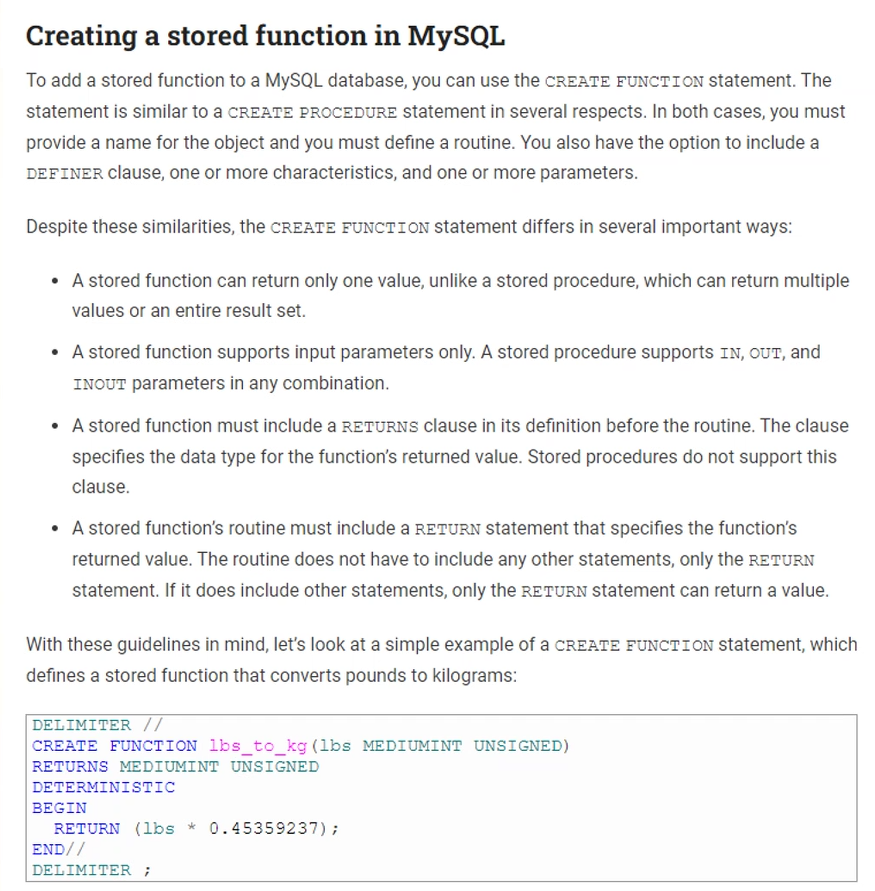 Creating a stored function in MySQL
To add a stored function to a MySQL database, you can use the CREATE FUNCTION statement. The
statement is similar to a CREATE PROCEDURE statement in several respects. In both cases, you must
provide a name for the object and you must define a routine. You also have the option to include a
DEFINER clause, one or more characteristics, and one or more parameters.
Despite these similarities, the CREATE FUNCTION statement differs in several important ways:
• A stored function can return only one value, unlike a stored procedure, which can return multiple
values or an entire result set.
• A stored function supports input parameters only. A stored procedure supports IN, OUT, and
INOUT parameters in any combination.
• A stored function must include a RETURNS clause in its definition before the routine. The clause
specifies the data type for the function’s returned value. Stored procedures do not support this
clause.
• A stored function’s routine must include a RETURN statement that specifies the function’s
returned value. The routine does not have to include any other statements, only the RETURN
statement. If it does include other statements, only the RETURN statement can return a value.
With these guidelines in mind, let’s look at a simple example of a CREATE FUNCTION statement, which
defines a stored function that converts pounds to kilograms:
DELIMITER //
CREATE FUNCTION lbs_to_kg(lbs MEDIUMINT UNSIGNED)
RETURNS MEDIUMINT UNSIGNED
DETERMINISTIC
BEGIN
  RETURN (lbs * 0.45359237);
END//
DELIMITER ;